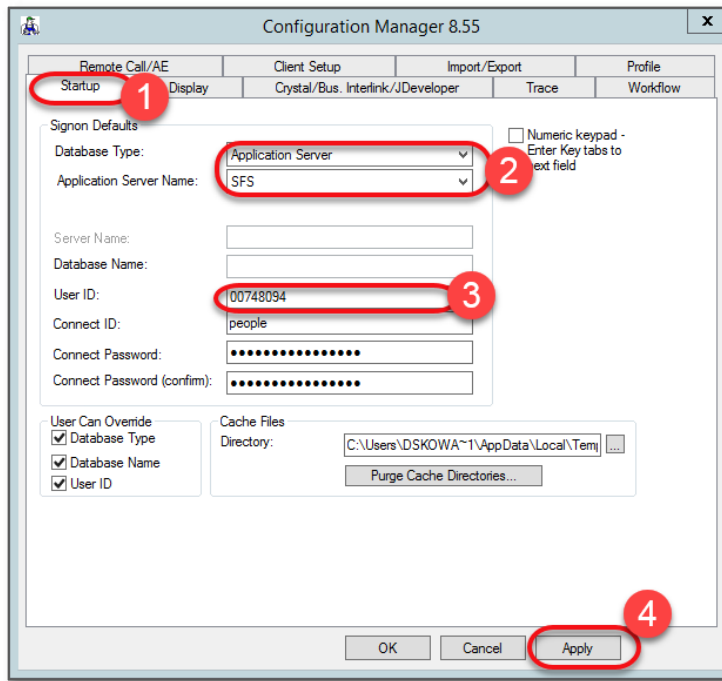 Configuration Manager 8.55
x
Remote Call/AE Client Setup Import/Export Profile
Startup Display Crystal/Bus. Interlink/JDeveloper Trace Workflow
1
Signon Defaults
Database Type: Application Server
Application Server Name: SFS
2
Numeric keypad -
Enter Key tabs to
next field
Server Name:
Database Name:
User ID: 00748094
3
Connect ID: people
Connect Password: ••••••••••••••••
Connect Password (confirm): ••••••••••••••••
User Can Override
Database Type
Database Name
User ID
Cache Files
Directory: C:\Users\DSKOWA~1\AppData\Local\Tem ...
Purge Cache Directories...
4
OK Cancel Apply